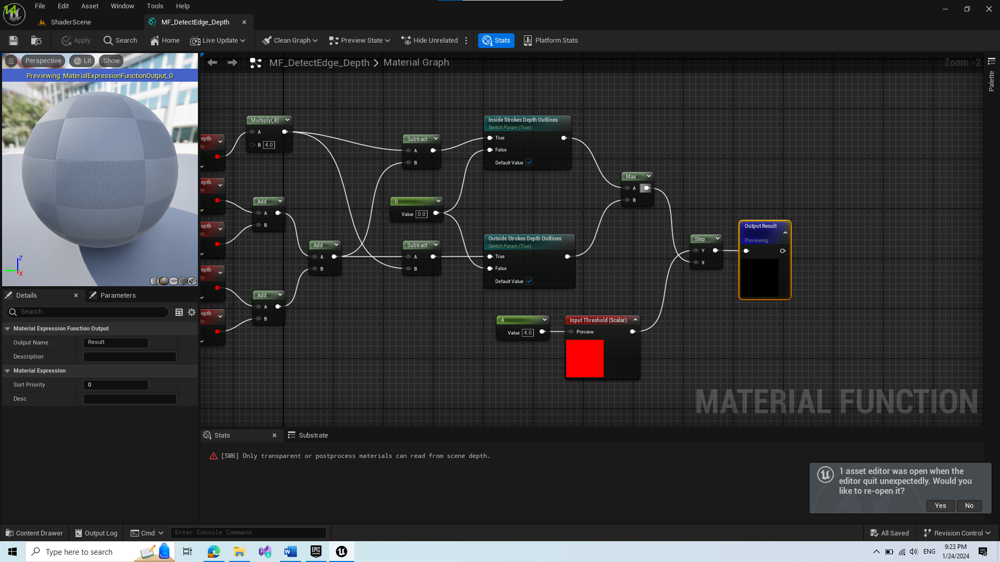 File Edit Asset Window Tools Help
ShaderScene
MF_DetectEdge_Depth
Apply Search Home Live Update Clean Graph Preview State Hide Unrelated Stats Platform Stats
Perspective Lit Show
Previewing: MaterialExpressionFunctionOutput_0
MF_DetectEdge_Depth > Material Graph
Zoom -2
Palette
Multiply(,4)
A
B 4.0
epth
ta
epth
ta
epth
ta
epth
ta
epth
ta
Add
A
B
Add
A
B
Add
A
B
Subtract
A
B
0
Value 0.0
Subtract
A
B
Inside Strokes Depth Outlines
Switch Param (True)
True
False
Default Value
Outside Strokes Depth Outlines
Switch Param (True)
True
False
Default Value
4
Value 4.0
Input Threshold (Scalar)
Preview
Max
A
B
Step
Y
X
Output Result
Previewing
MATERIAL FUNCTION
Z
Y
X
Details
Parameters
Search
Material Expression Function Output
Output Name Result
Description
Material Expression
Sort Priority 0
Desc
Stats
Substrate
[SM6] Only transparent or postprocess materials can read from scene depth.
1 asset editor was open when the
editor quit unexpectedly. Would you
like to re-open it?
Yes No
Content Drawer Output Log Cmd Enter Console Command
All Saved Revision Control
Type here to search
EPIC
GAMES
ENG
9:23 PM
1/24/2024